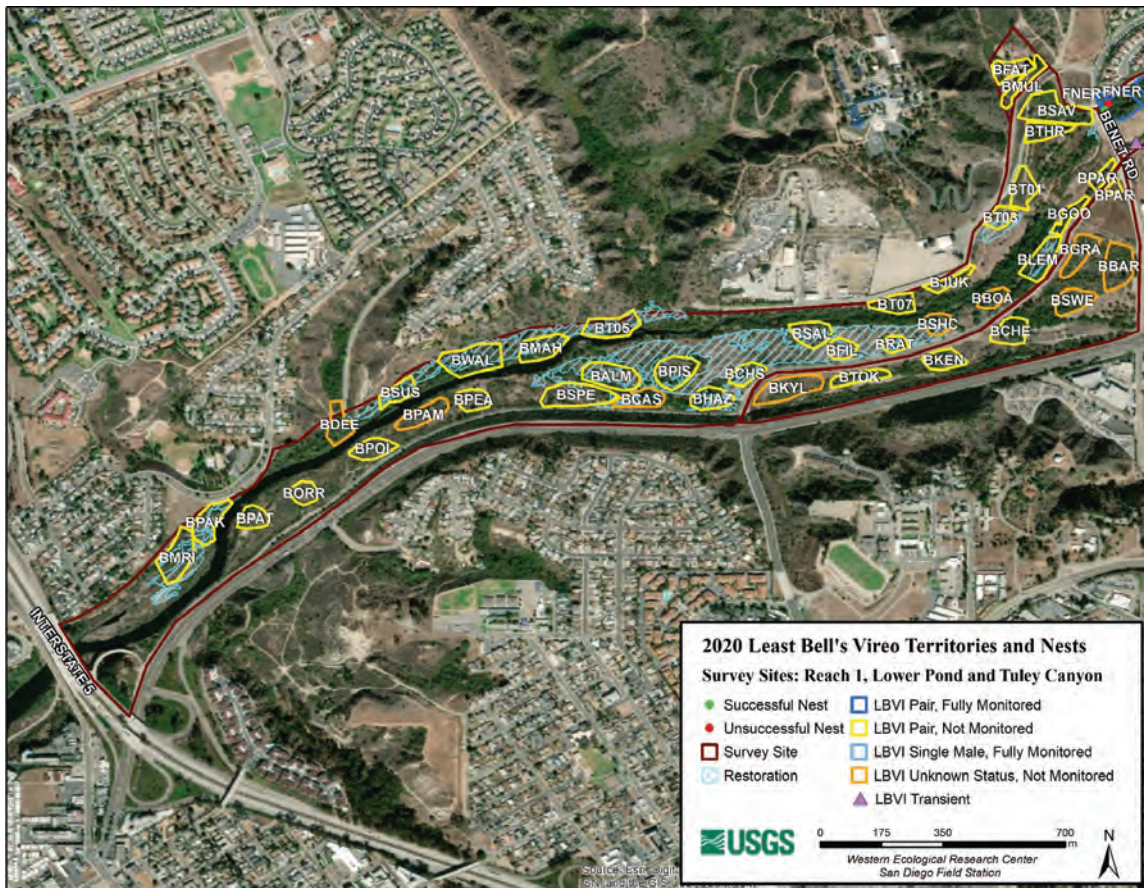 BFAT
BMUL
FNER
FNER
BSAV
BTHR
BENET RD
BPAR
BPAR
BT01
BT03
BGOO
BLEM
BGRA
BBAR
BJUK
BBOA
BSWE
BT07
BSHC
BCHE
BT05
BSAL
BFIL
BRAT
BKEN
BWAL
BMAH
BALM
BPIS
BCHS
BKYL
BTOK
BSUS
BSPE
BCAS
BHAZ
BDEE
BPAM
BPEA
BPOI
BORR
BPAK
BPAT
BMRI
INTERSTATE 5
2020 Least Bell's Vireo Territories and Nests
Survey Sites: Reach 1, Lower Pond and Tuley Canyon
Successful Nest
Unsuccessful Nest
Survey Site
Restoration
LBVI Pair, Fully Monitored
LBVI Pair, Not Monitored
LBVI Single Male, Fully Monitored
LBVI Unknown Status, Not Monitored
LBVI Transient
USGS
0 175 350 700
m
N
Western Ecological Research Center
San Diego Field Station
Source: Esri,